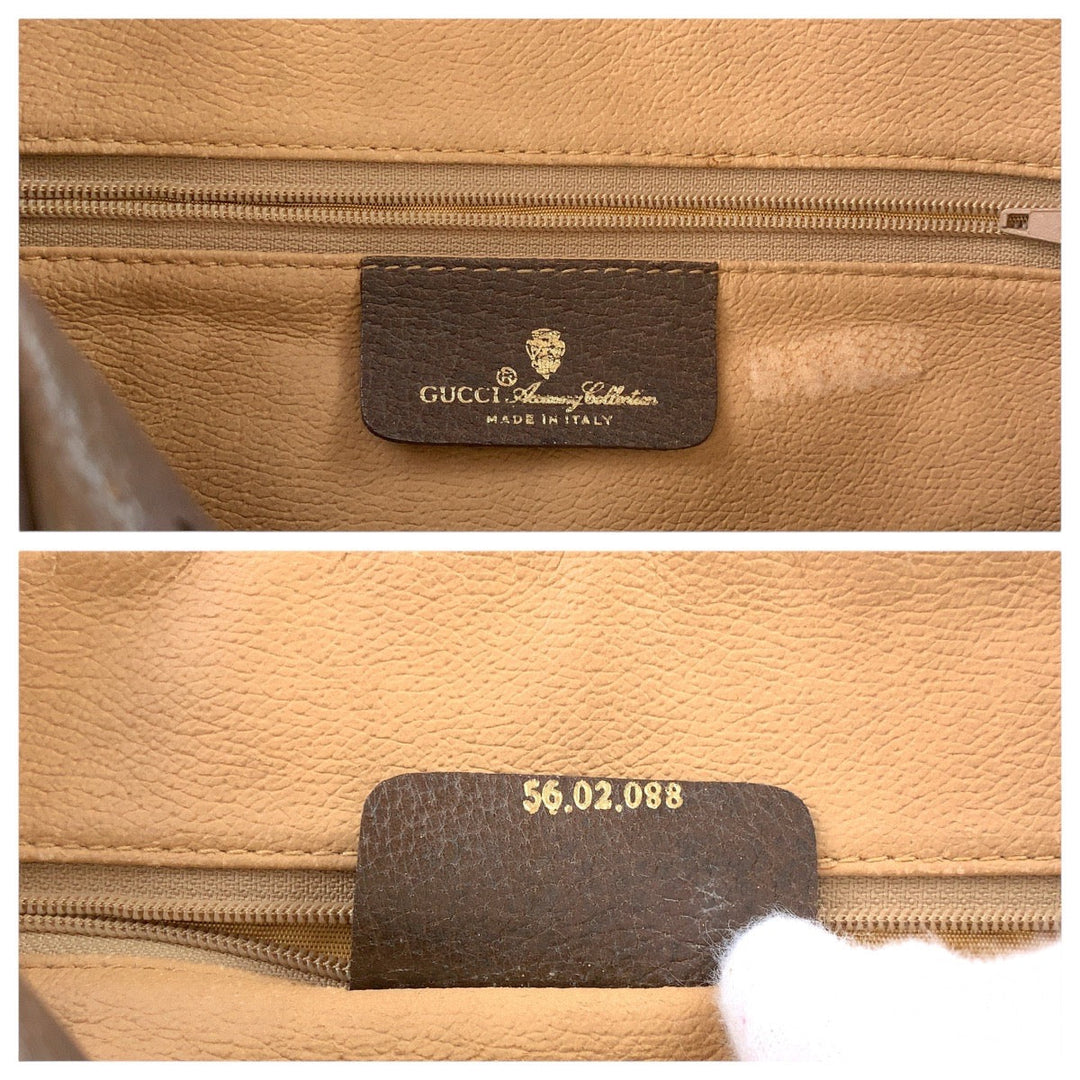 GUCCI® Accessory Collection
MADE IN ITALY
56.02.088